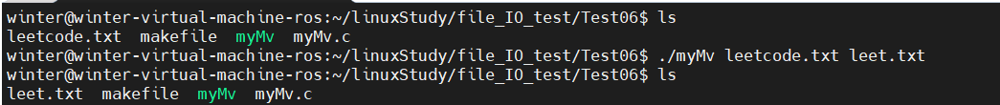 winter@winter-virtual-machine-ros:~/linuxStudy/file_IO_test/Test06$ ls
leetcode.txt  makefile  myMv  myMv.c
winter@winter-virtual-machine-ros:~/linuxStudy/file_IO_test/Test06$ ./myMv leetcode.txt leet.txt
winter@winter-virtual-machine-ros:~/linuxStudy/file_IO_test/Test06$ ls
leet.txt  makefile  myMv  myMv.c